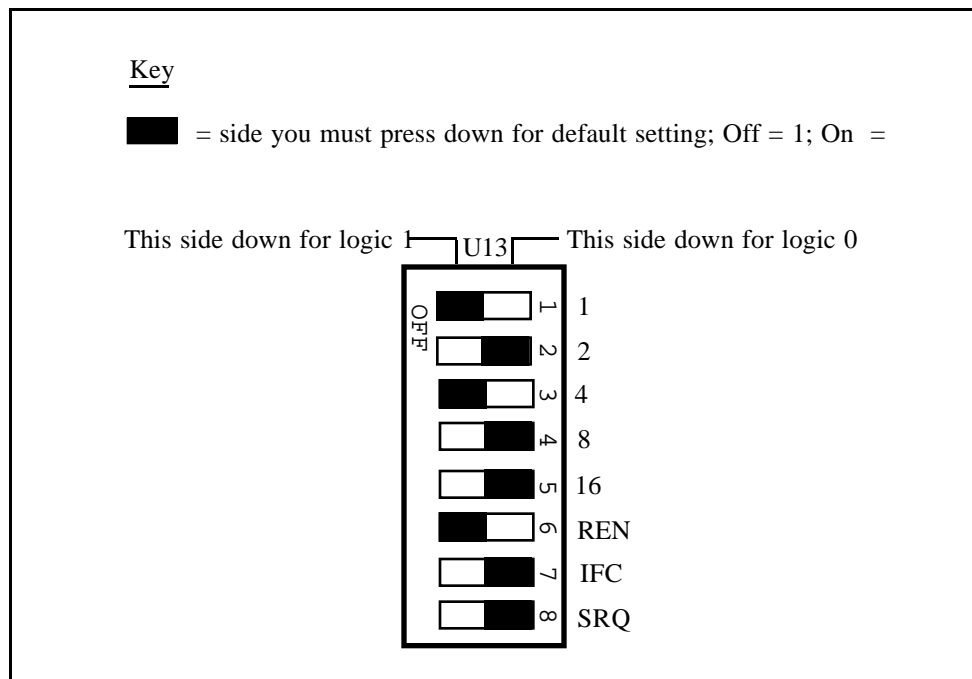 Key
= side you must press down for default setting; Off = 1; On =
This side down for logic 1 U13 This side down for logic 0
OFF
1 1
2 2
3 4
4 8
5 16
6 REN
7 IFC
8 SRQ